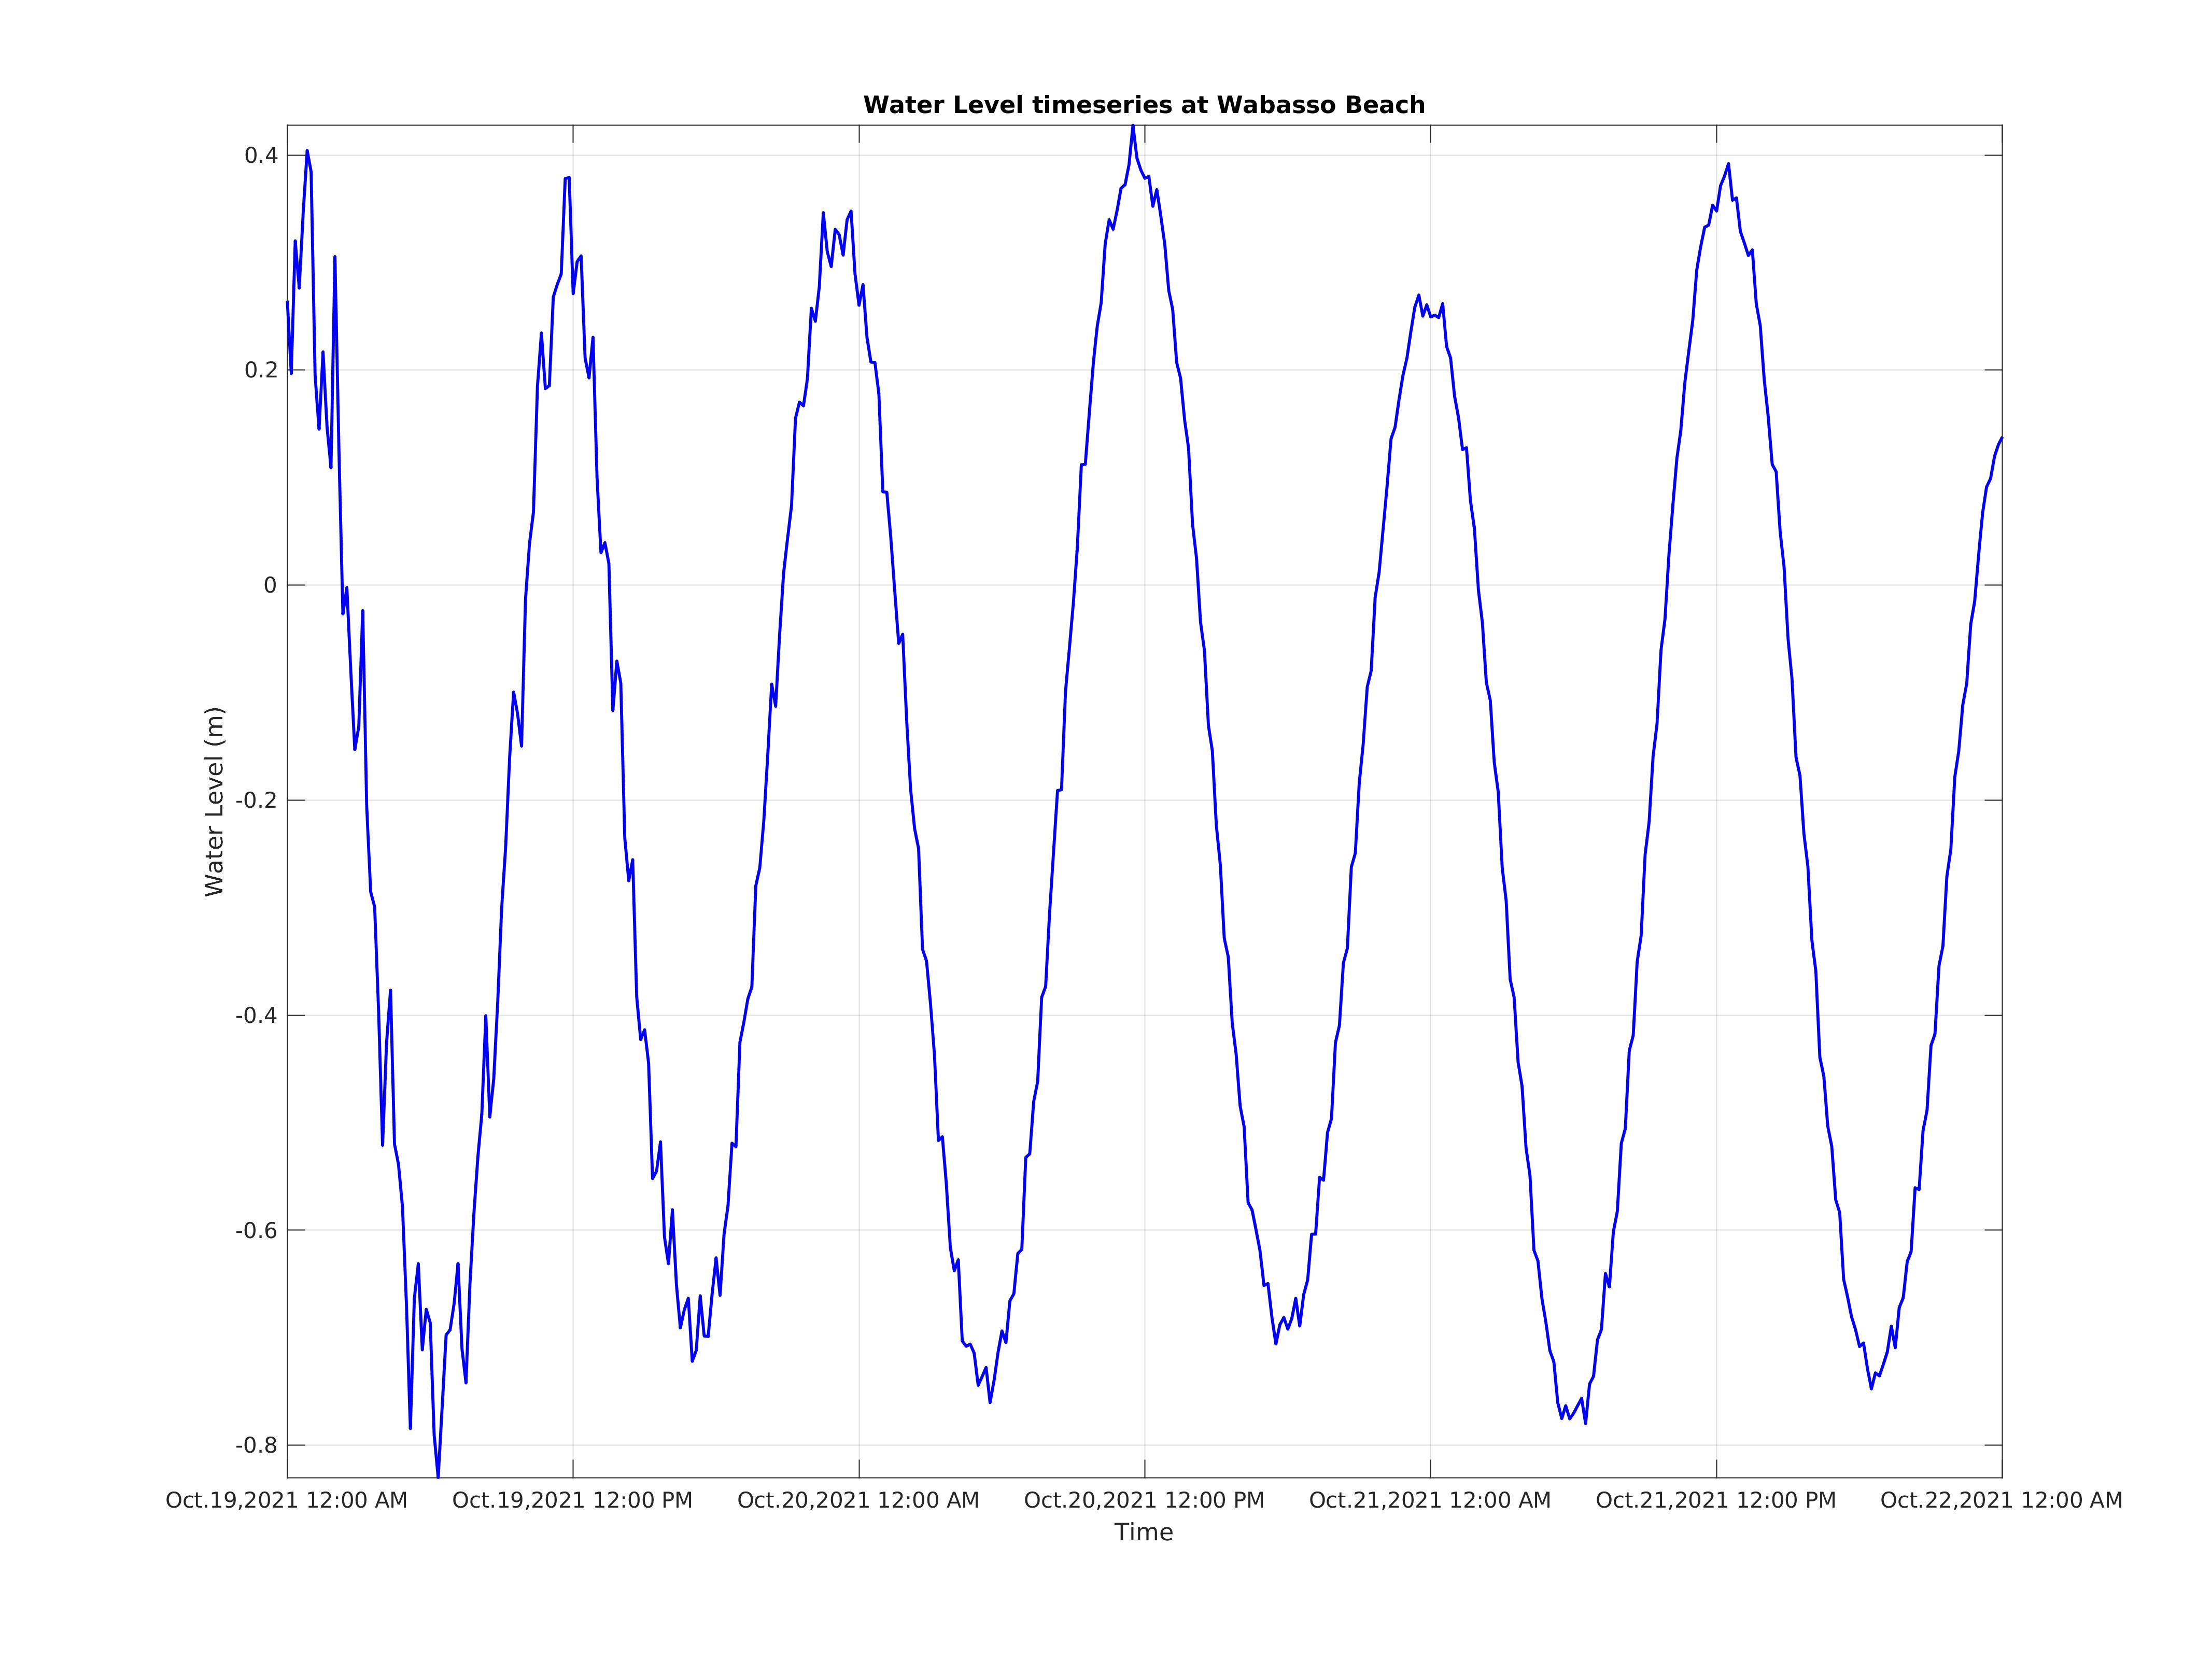 Water Level timeseries at Wabasso Beach
0.4
0.2
0
-0.2
-0.4
-0.6
-0.8
Water Level (m)
Oct.19,2021 12:00 AM
Oct.19,2021 12:00 PM
Oct.20,2021 12:00 AM
Oct.20,2021 12:00 PM
Oct.21,2021 12:00 AM
Oct.21,2021 12:00 PM
Oct.22,2021 12:00 AM
Time